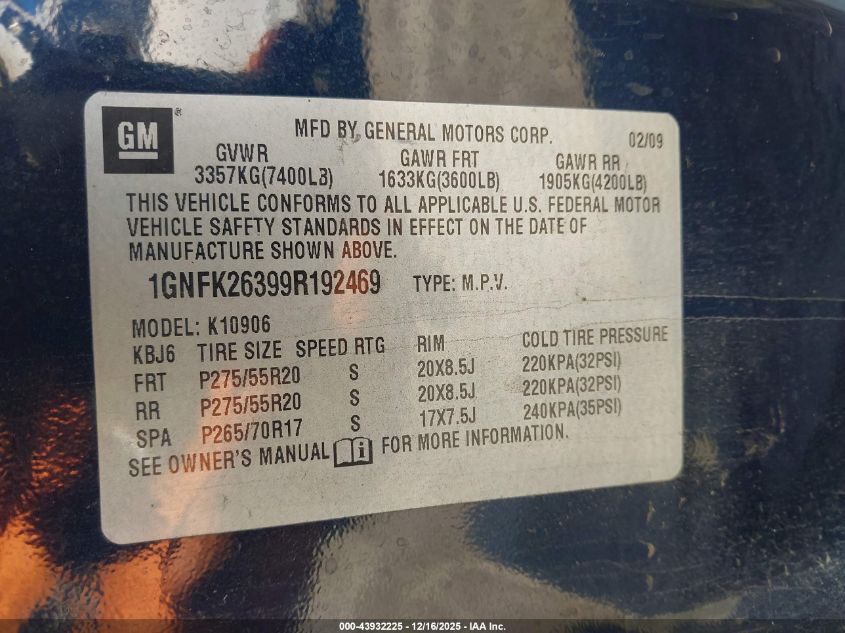 GM ®
MFD BY GENERAL MOTORS CORP. 02/09
GVWR GAWR FRT GAWR RR
3357KG(7400LB) 1633KG(3600LB) 1905KG(4200LB)
THIS VEHICLE CONFORMS TO ALL APPLICABLE U.S. FEDERAL MOTOR
VEHICLE SAFETY STANDARDS IN EFFECT ON THE DATE OF
MANUFACTURE SHOWN ABOVE.
1GNFK26399R192469 TYPE: M.P.V.
MODEL: K10906
KBJ6 TIRE SIZE SPEED RTG RIM COLD TIRE PRESSURE
FRT P275/55R20 S 20X8.5J 220KPA(32PSI)
RR P275/55R20 S 20X8.5J 220KPA(32PSI)
SPA P265/70R17 S 17X7.5J 240KPA(35PSI)
SEE OWNER'S MANUAL FOR MORE INFORMATION.
000-43932225 - 12/16/2025 - IAA Inc.